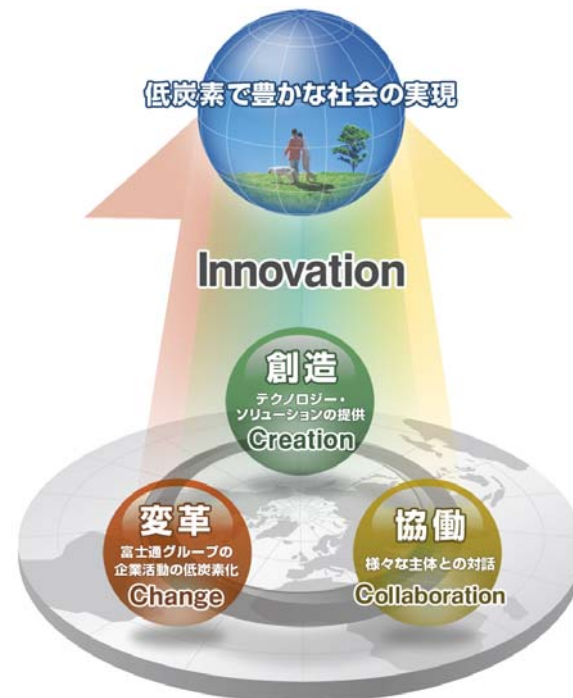 低炭素で豊かな社会の実現
Innovation
創造
テクノロジー・
ソリューションの提供
Creation
変革
富士通グループの
企業活動の低炭素化
Change
協働
様々な主体との対話
Collaboration